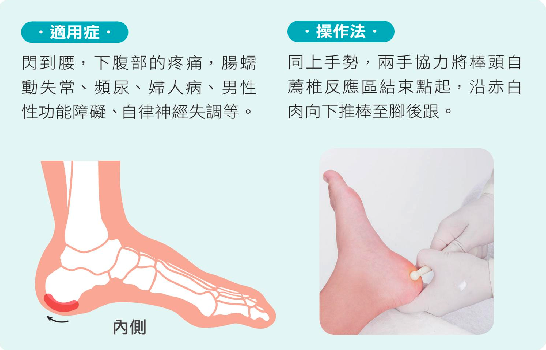 ・適用症・
閃到腰，下腹部的疼痛，腸蠕
動失常、頻尿、婦人病、男性
性功能障礙、自律神經失調等。
・操作法・
同上手勢，兩手協力將棒頭自
薦椎反應區結束點起，沿赤白
肉向下推棒至腳後跟。
內側